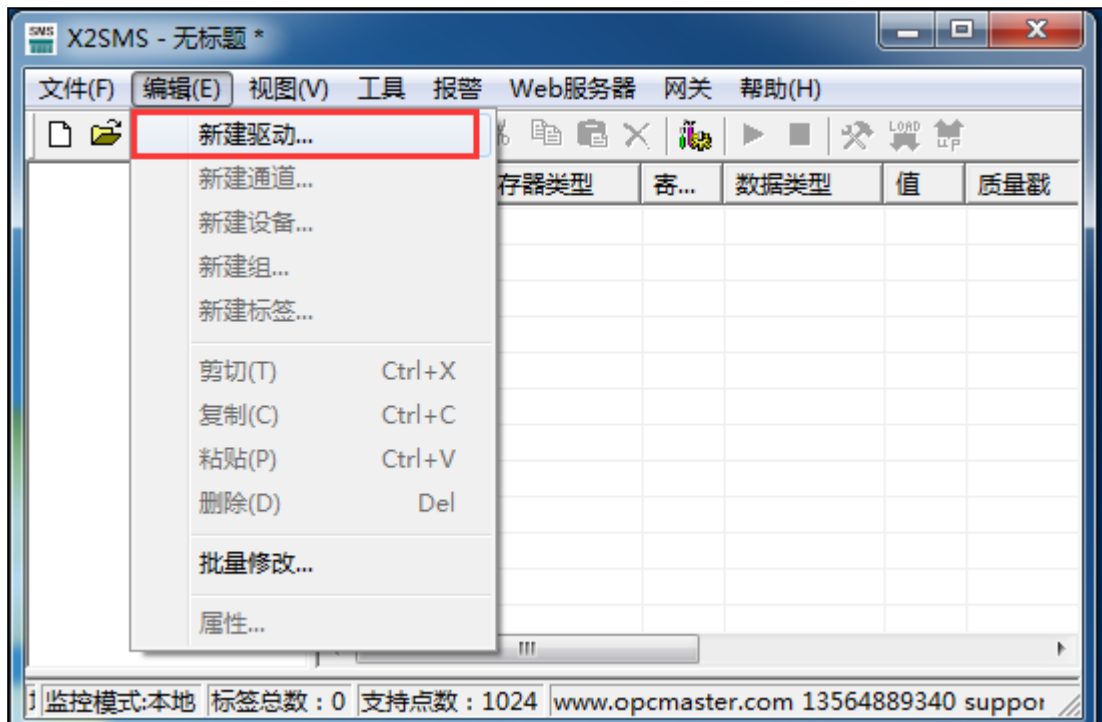 SMS X2SMS - 无标题 *
文件(F) 编辑(E) 视图(V) 工具 报警 Web服务器 网关 帮助(H)
新建驱动...
LOAD
UP
新建通道...
存器类型 寄... 数据类型 值 质量戳
新建设备...
新建组...
新建标签...
剪切(T) Ctrl+X
复制(C) Ctrl+C
粘贴(P) Ctrl+V
删除(D) Del
批量修改...
属性...
监控模式:本地 标签总数：0 支持点数：1024 www.opcmaster.com 13564889340 suppor